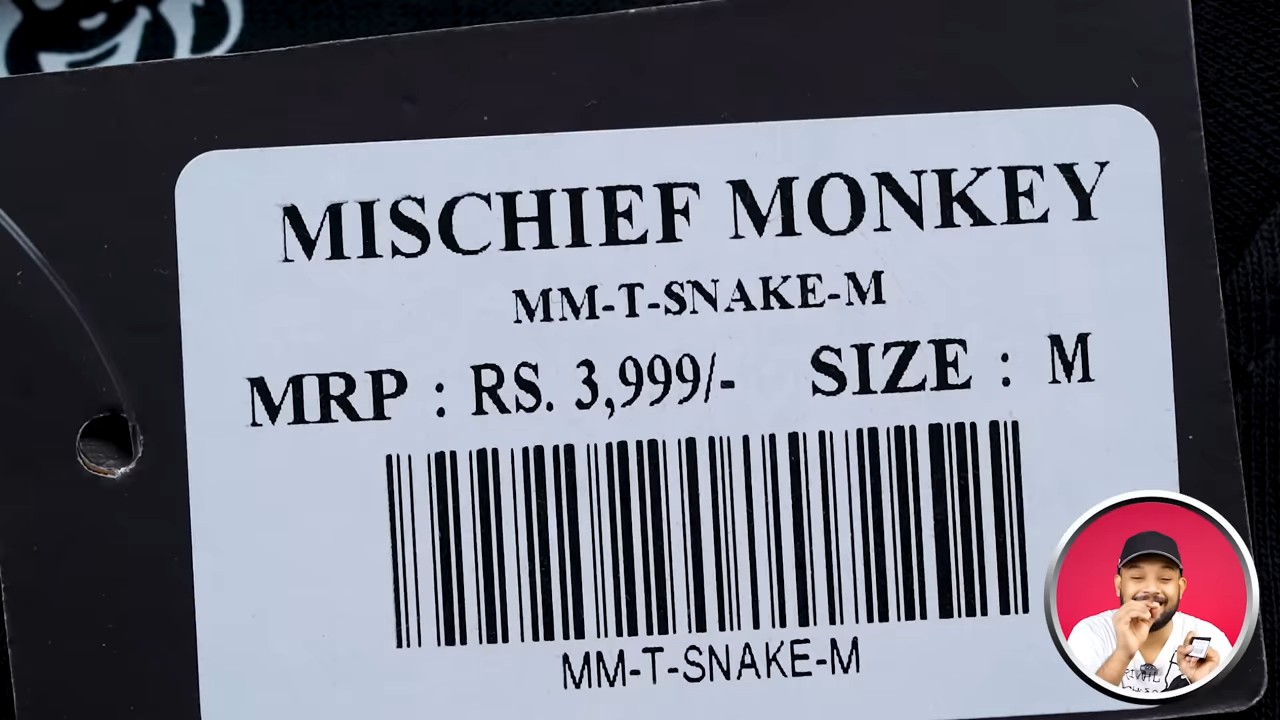 MISCHIEF MONKEY
MM-T-SNAKE-M
MRP : RS. 3,999/- SIZE : M
MM-T-SNAKE-M